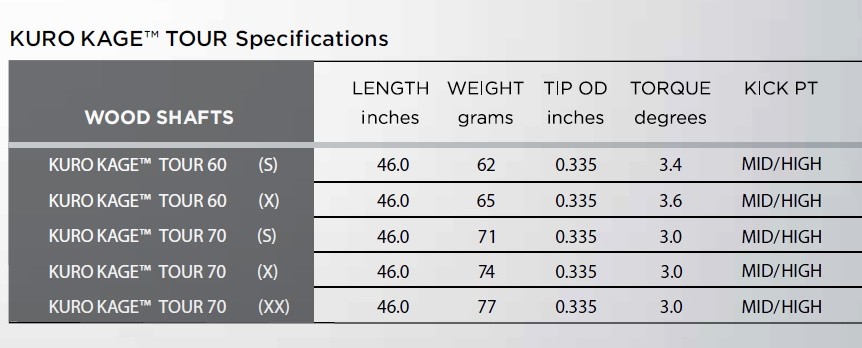 KURO KAGE™ TOUR Specifications
LENGTH WEIGHT TIP OD TORQUE KICK PT
WOOD SHAFTS inches grams inches degrees
KURO KAGE™ TOUR 60 (S) 46.0 62 0.335 3.4 MID/HIGH
KURO KAGE™ TOUR 60 (X) 46.0 65 0.335 3.6 MID/HIGH
KURO KAGE™ TOUR 70 (S) 46.0 71 0.335 3.0 MID/HIGH
KURO KAGE™ TOUR 70 (X) 46.0 74 0.335 3.0 MID/HIGH
KURO KAGE™ TOUR 70 (XX) 46.0 77 0.335 3.0 MID/HIGH